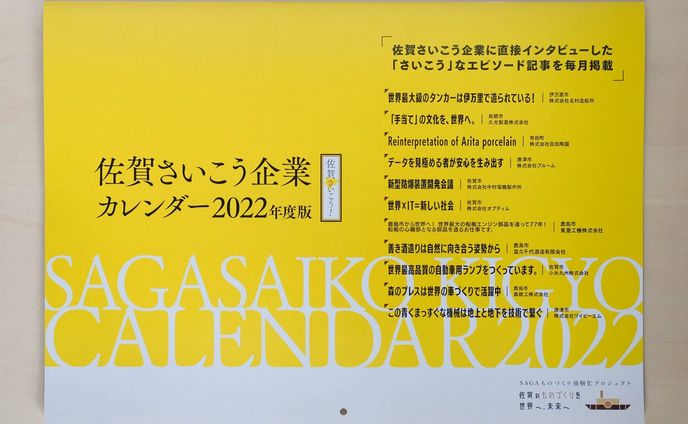 佐賀さいこう企業に直接インタビューした
「さいこう」なエピソード記事を毎月掲載
世界最大級のタンカーは伊万里で造られている!
伊万里市
株式会社名村造船所
「手当て」の文化を、世界へ。
鳥栖市
久光製薬株式会社
Reinterpretation of Arita porcelain
有田町
株式会社百田陶園
データを見極める者が安心を生み出す
唐津市
株式会社ブルーム
新型防爆装置開発会議
佐賀市
株式会社中村電機製作所
世界×IT=新しい社会
佐賀市
株式会社オプティム
鹿島市から世界へ! 世界最大の船舶エンジン部品を造って77年!
船舶の心臓部となる部品を造るお仕事です。
鹿島市
東亜工機株式会社
善き酒造りは自然に向き合う姿勢から
鹿島市
富久千代酒造有限会社
世界最高品質の自動車用ランプをつくっています。
佐賀市
小糸九州株式会社
森のプレスは世界の車づくりで活躍中
鹿島市
森鉄工株式会社
この青くまっすぐな機械は地上と地下を技術で繋ぐ
唐津市
株式会社ワイビーエム
佐賀さいこう企業
カレンダー2022年度版
佐賀さいこう!
SAGASAIKO KIGYO
CALENDAR 2022
SAGAものづくり強靭化プロジェクト
佐賀のものづくりを
世界へ、未来へ